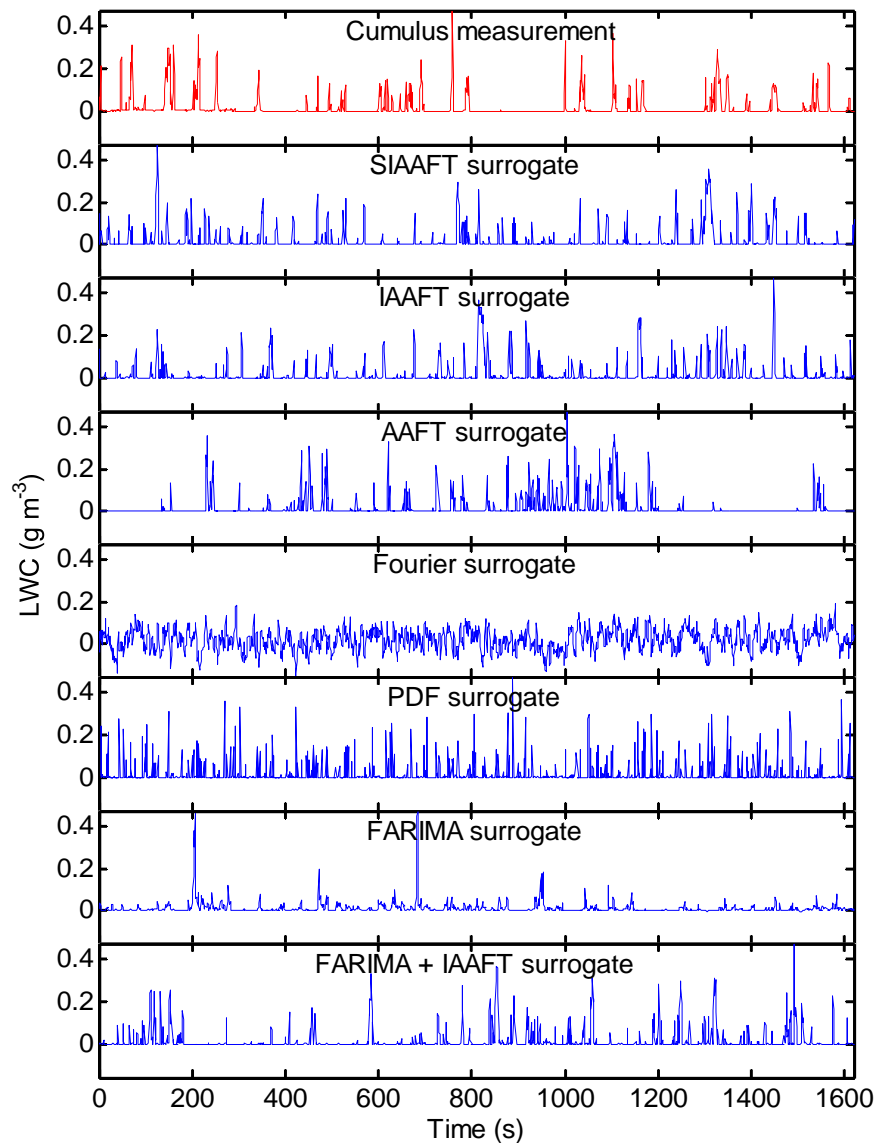 Cumulus measurement
0.4
0.2
0
SIAAFT surrogate
0.4
0.2
0
IAAFT surrogate
0.4
0.2
0
AAFT surrogate
0.4
0.2
0
LWC (g m-3)
Fourier surrogate
0.4
0.2
0
PDF surrogate
0.4
0.2
0
FARIMA surrogate
0.4
0.2
0
FARIMA + IAAFT surrogate
0.4
0.2
0
0 200 400 600 800 1000 1200 1400 1600
Time (s)